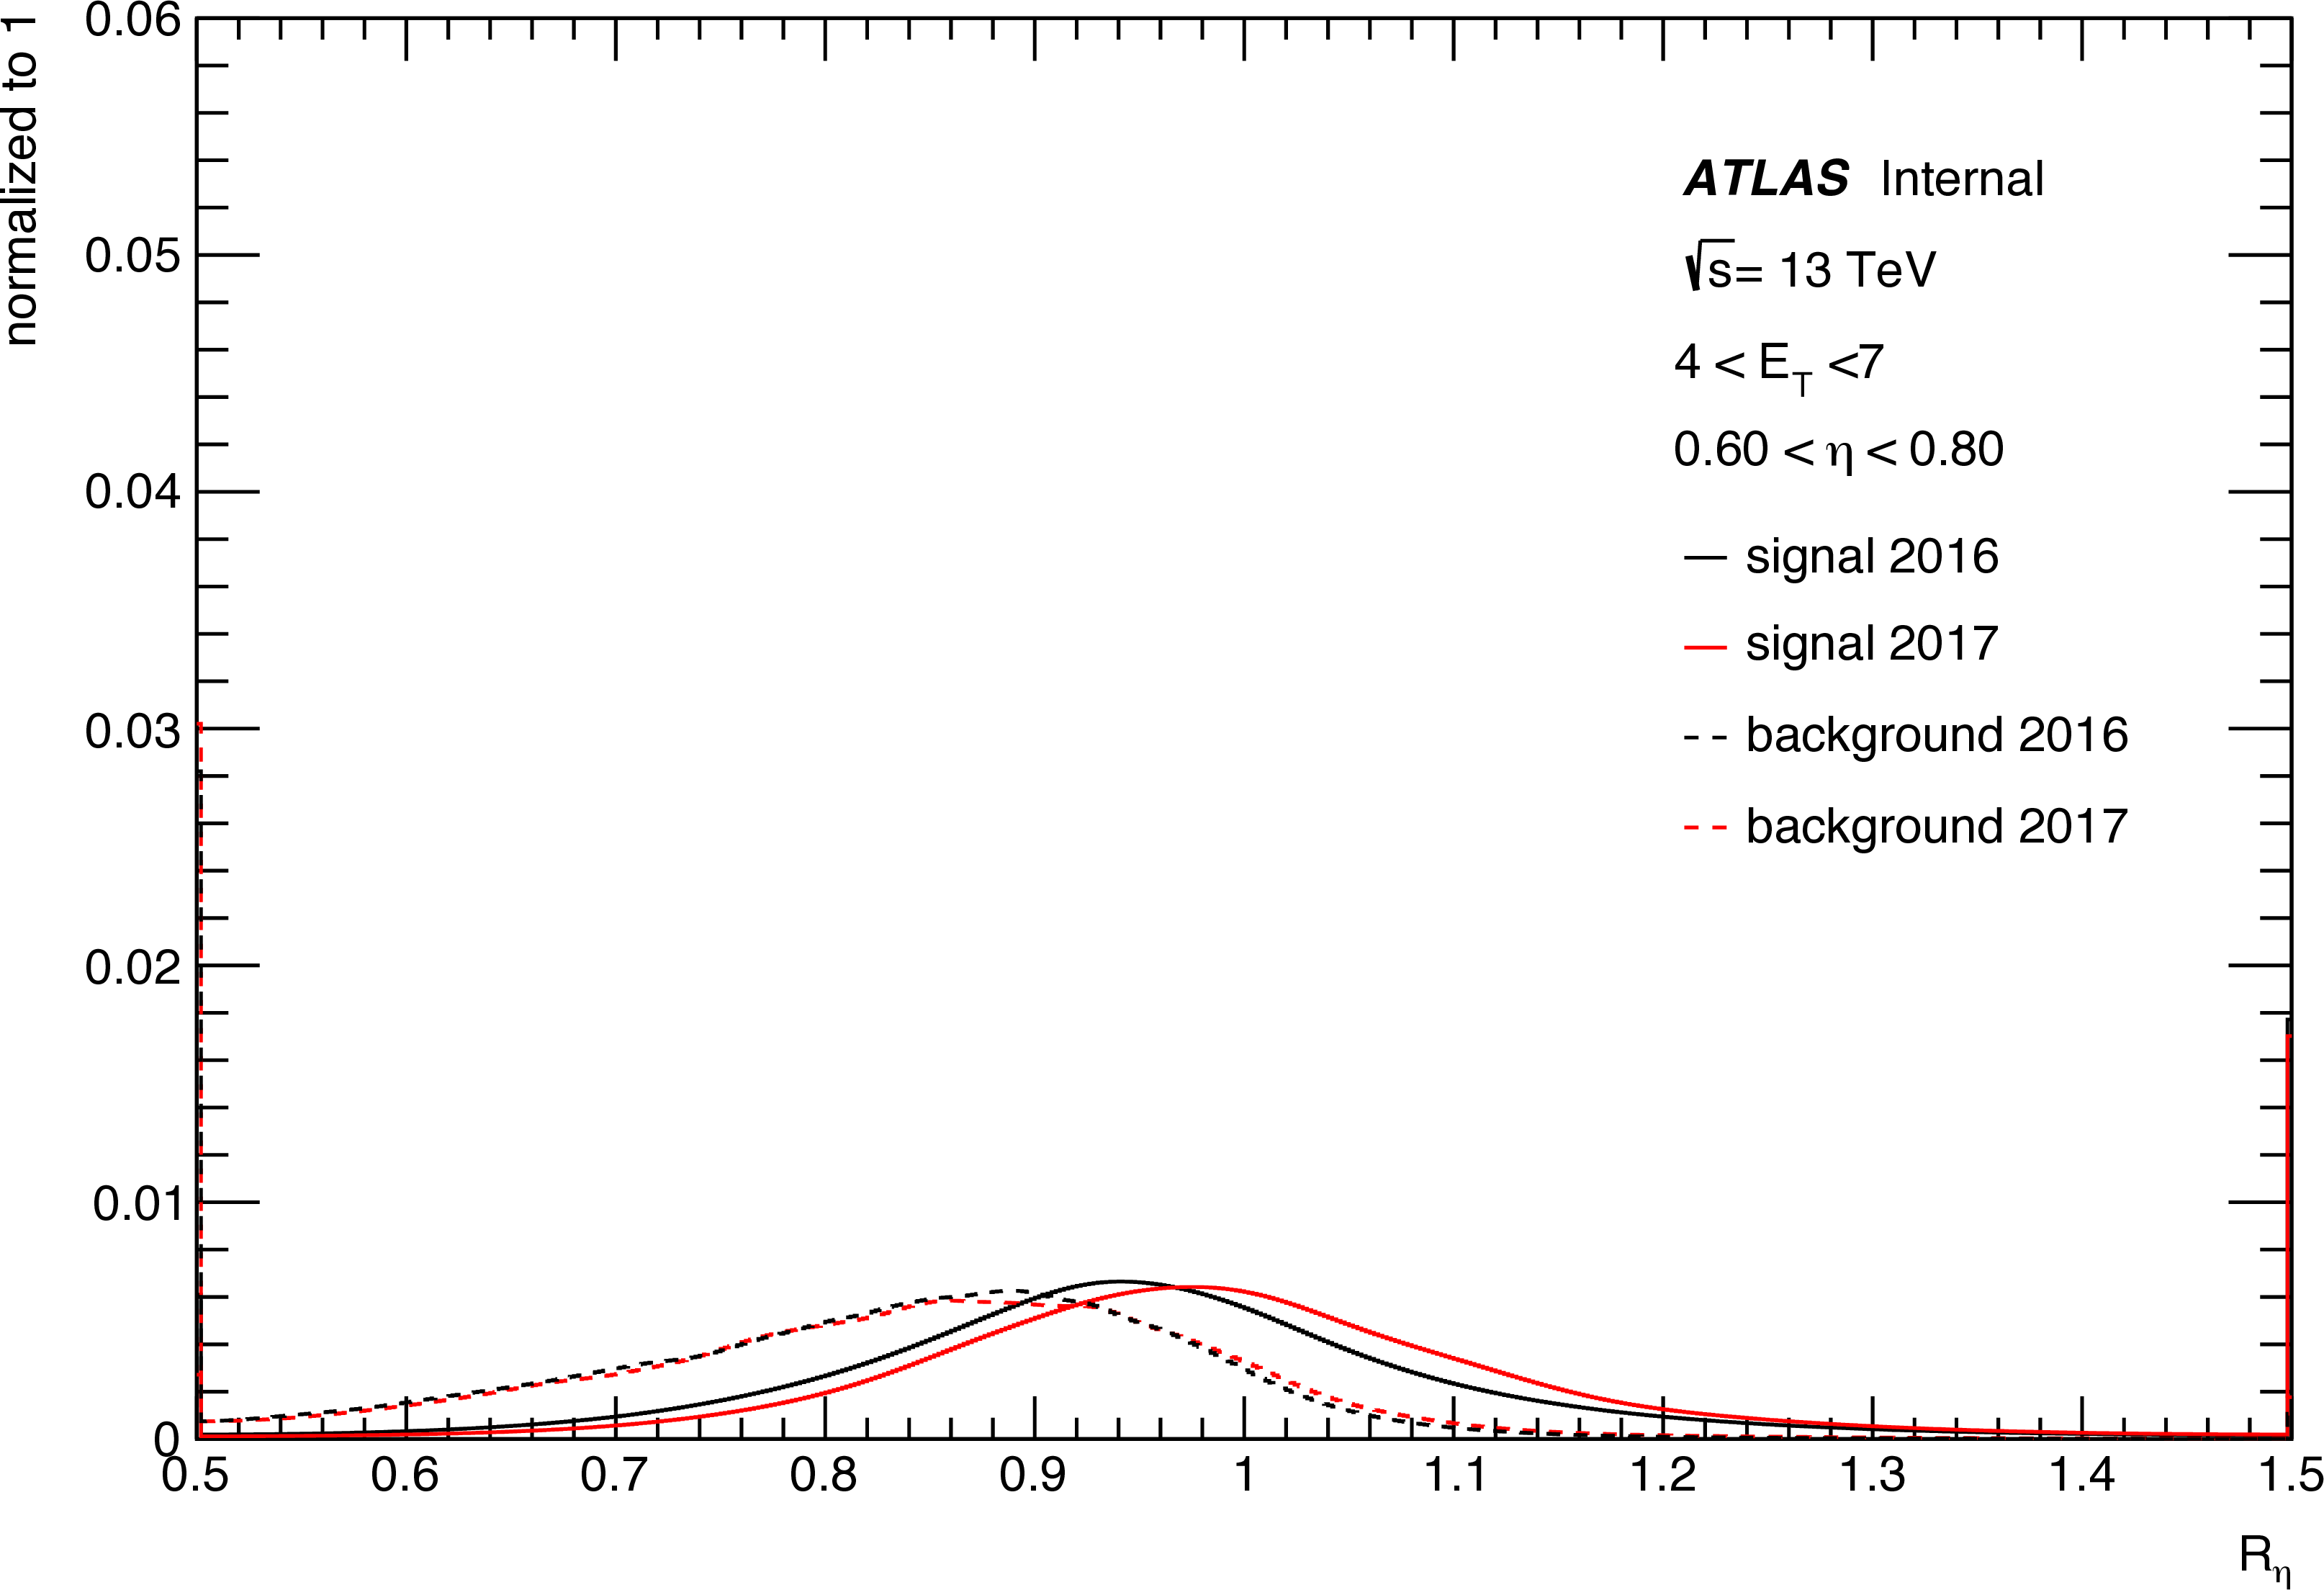 normalized to 1
0.06
0.05
0.04
0.03
0.02
0.01
0
ATLAS Internal
√s= 13 TeV
4 < E_T <7
0.60 < η < 0.80
signal 2016
signal 2017
background 2016
background 2017
0.5 0.6 0.7 0.8 0.9 1 1.1 1.2 1.3 1.4 1.5
R_η